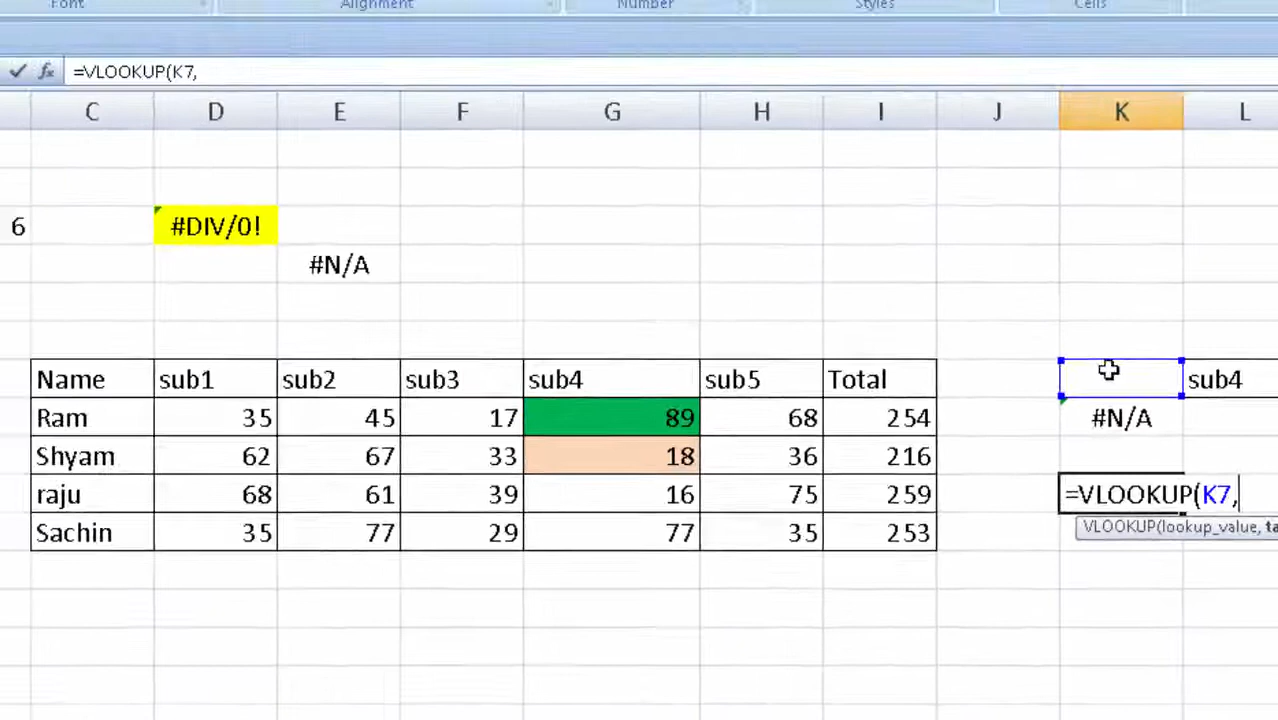 Font Alignment Number Styles Cells
=VLOOKUP(K7,
C D E F G H I J K L
6 #DIV/0!
#N/A
Name sub1 sub2 sub3 sub4 sub5 Total sub4
Ram 35 45 17 89 68 254 #N/A
Shyam 62 67 33 18 36 216
raju 68 61 39 16 75 259 =VLOOKUP(K7,
Sachin 35 77 29 77 35 253 VLOOKUP(lookup_value, ta